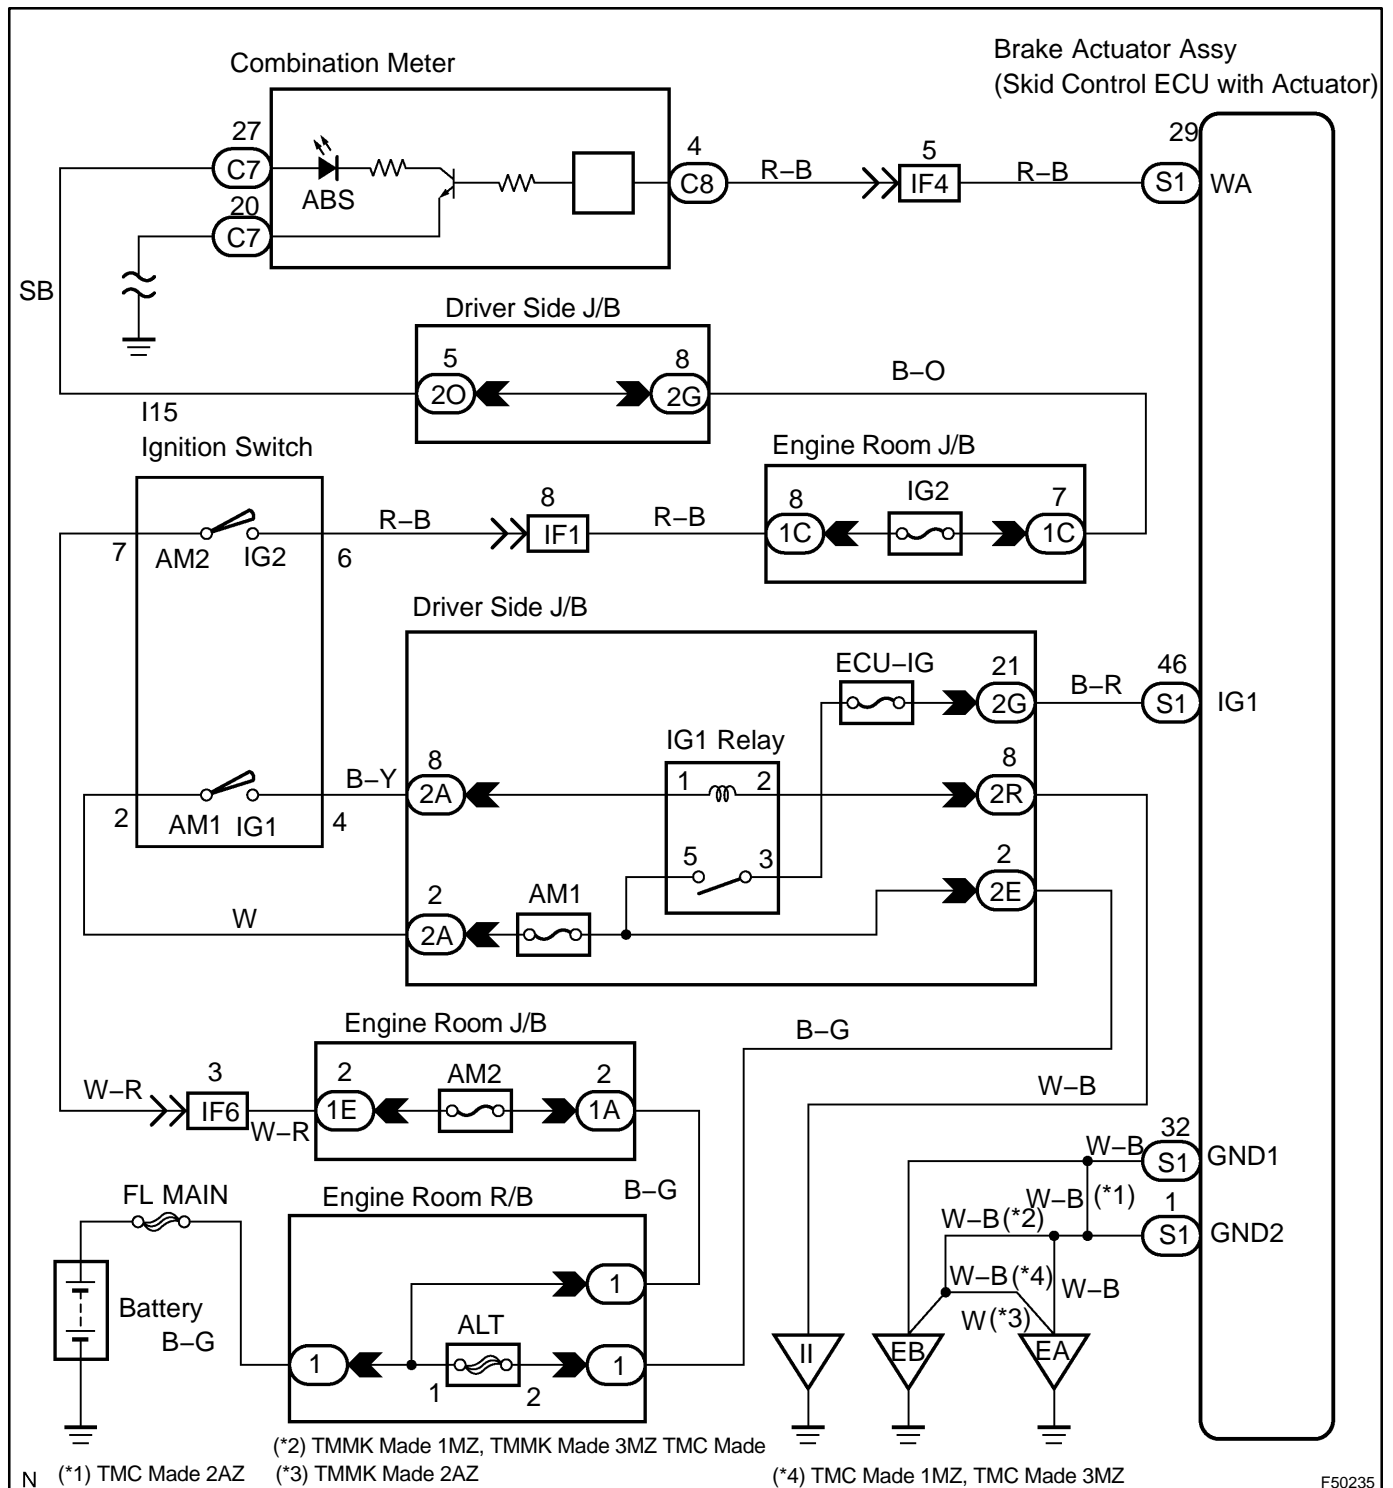 Brake Actuator Assy
(Skid Control ECU with Actuator)
Combination Meter
27
C7
ABS
20
C7
4
C8
R–B
5
IF4
R–B
29
S1
WA
SB
Driver Side J/B
5
2O
8
2G
B–O
I15
Ignition Switch
Engine Room J/B
7
AM2
IG2
6
R–B
8
IF1
R–B
8
1C
IG2
7
1C
Driver Side J/B
ECU–IG
21
2G
B–R
46
S1
IG1
IG1 Relay
2
AM1
IG1
4
B–Y
8
2A
1
2
8
2R
5
3
2
2E
W
2
2A
AM1
B–G
W–B
Engine Room J/B
W–R
3
IF6
W–R
2
1E
AM2
2
1A
B–G
32
S1
GND1
W–B
W–B
(*1)
1
S1
GND2
W–B(*2)
W–B(*4)
W–B
W(*3)
FL MAIN
Engine Room R/B
Battery
B–G
1
1
ALT
1
2
1
II
EB
EA
(*2) TMMK Made 1MZ, TMMK Made 3MZ TMC Made
N
(*1) TMC Made 2AZ
(*3) TMMK Made 2AZ
(*4) TMC Made 1MZ, TMC Made 3MZ
F50235